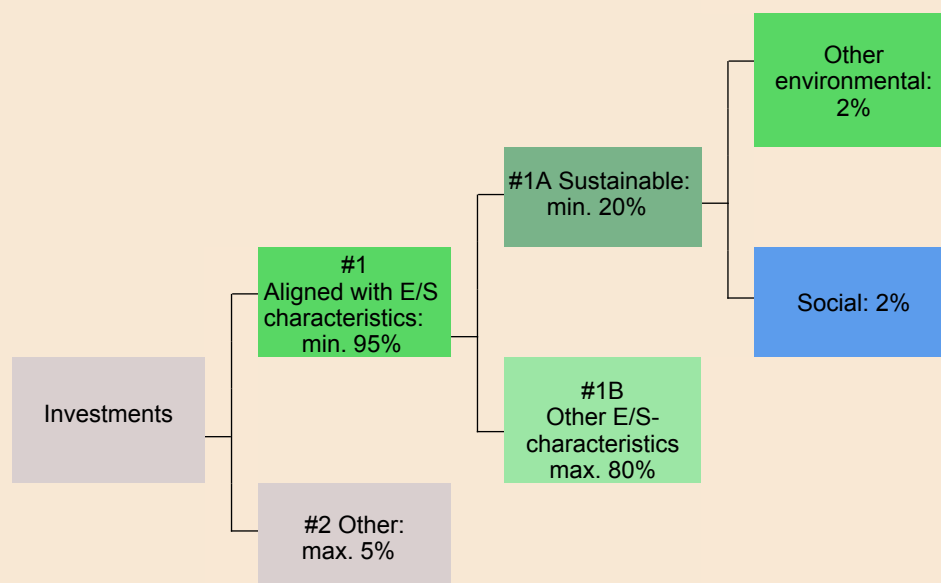 Investments
#1
Aligned with E/S
characteristics:
min. 95%
#2 Other:
max. 5%
#1A Sustainable:
min. 20%
#1B
Other E/S-
characteristics
max. 80%
Other
environmental:
2%
Social: 2%